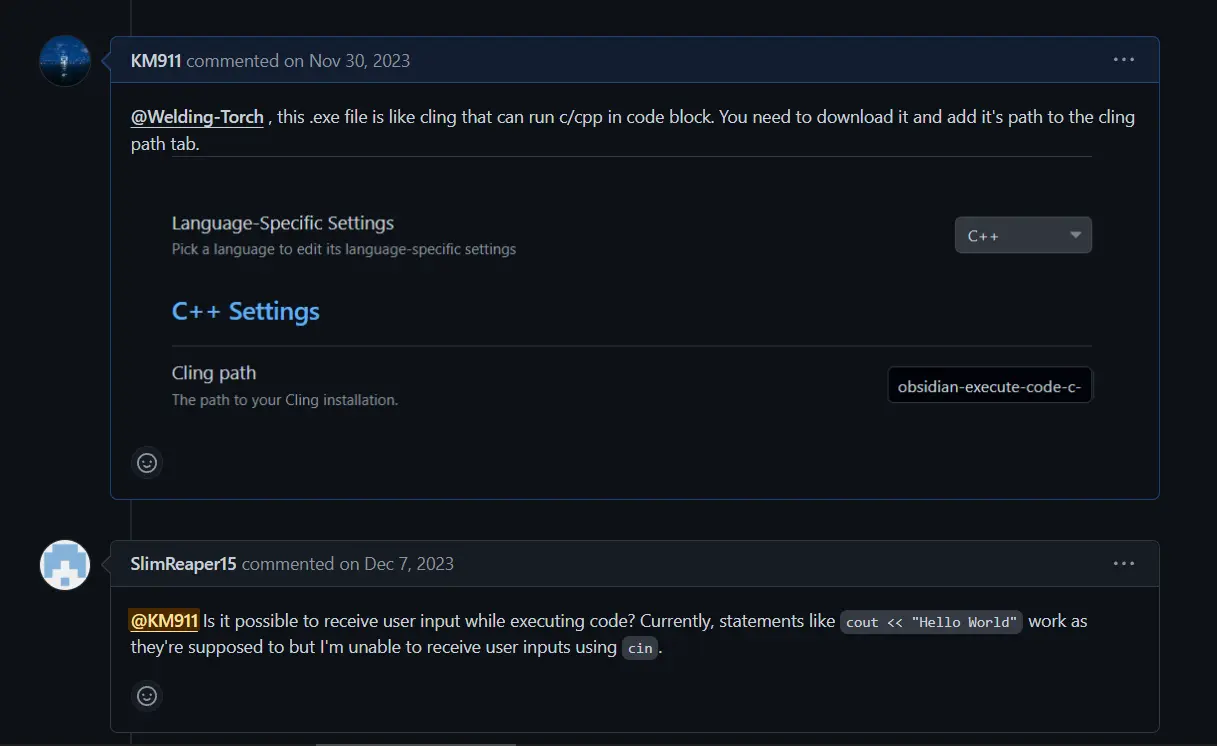 KM911 commented on Nov 30, 2023
@Welding-Torch , this .exe file is like cling that can run c/cpp in code block. You need to download it and add it's path to the cling
path tab.
Language-Specific Settings
Pick a language to edit its language-specific settings
C++
C++ Settings
Cling path
The path to your Cling installation.
obsidian-execute-code-c-
SlimReaper15 commented on Dec 7, 2023
@KM911 Is it possible to receive user input while executing code? Currently, statements like cout << "Hello World" work as
they're supposed to but I'm unable to receive user inputs using cin.